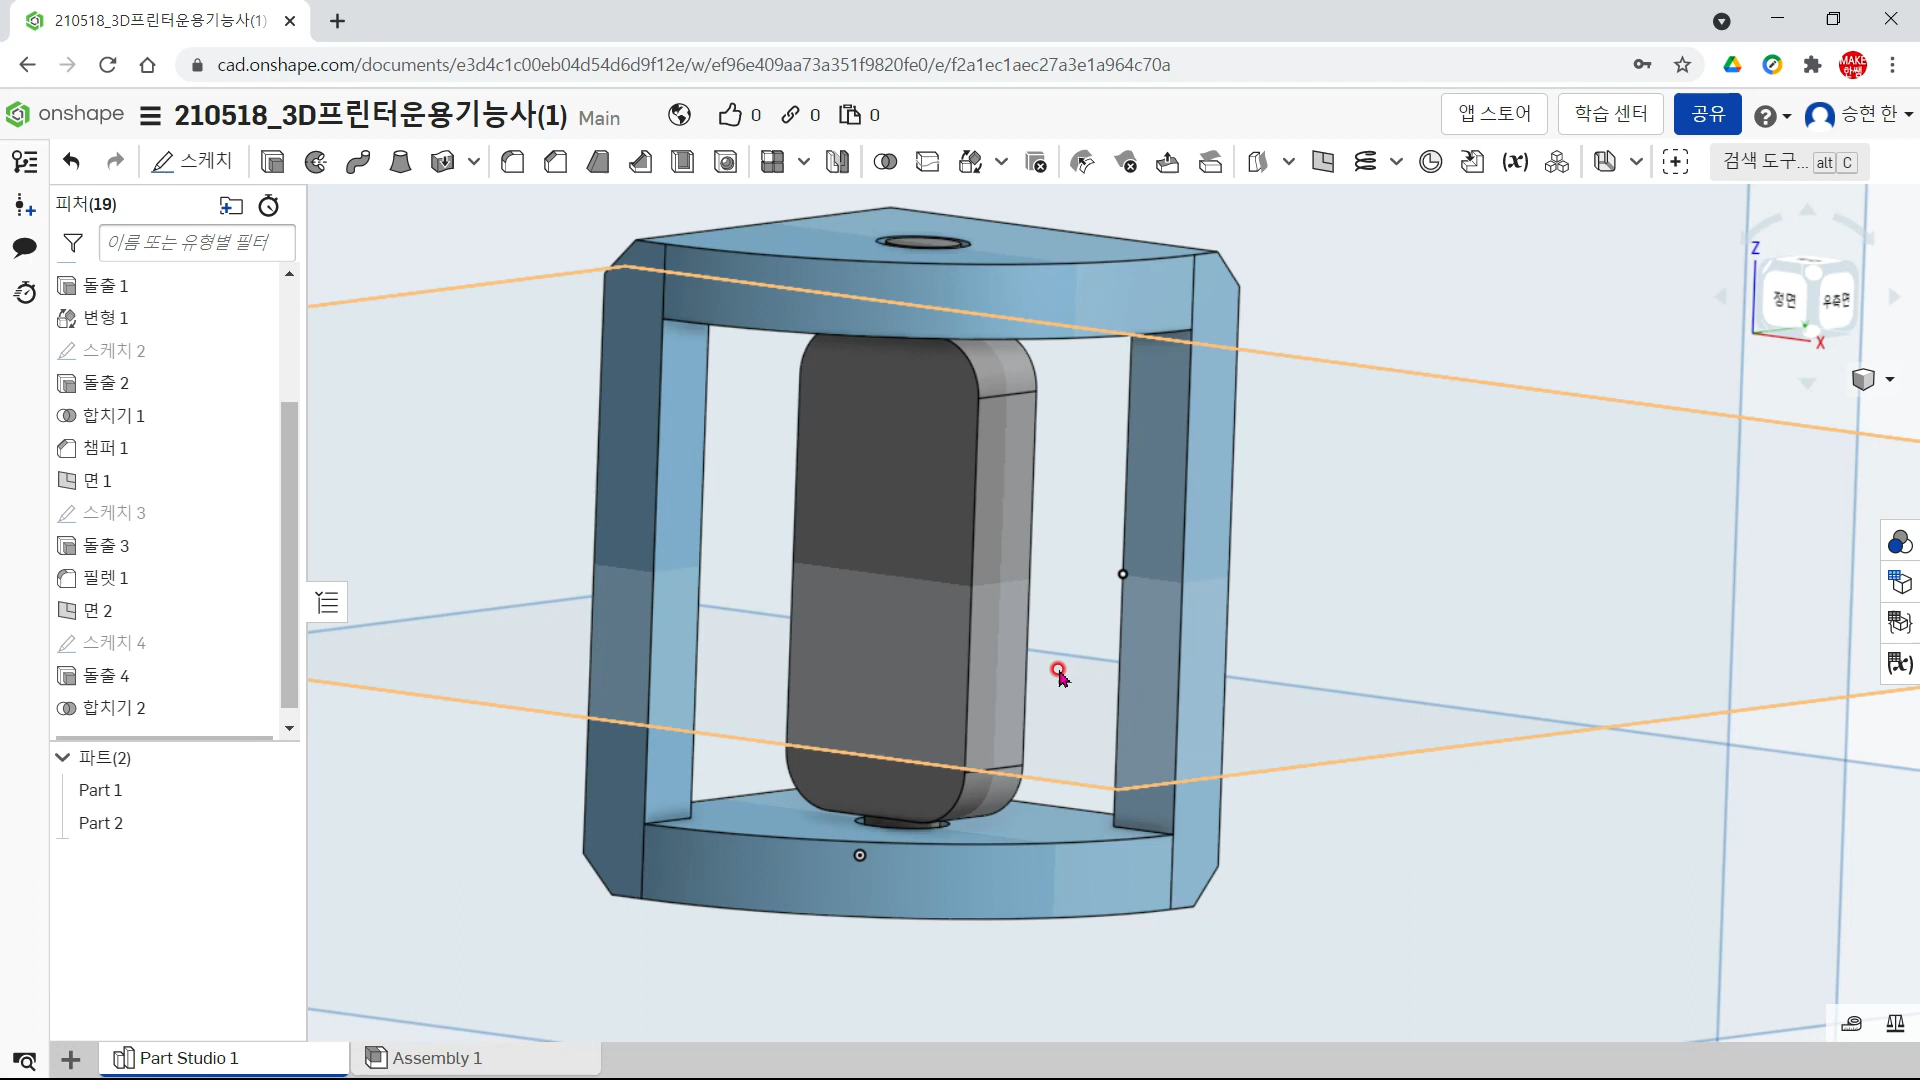 210518_3D프린터운용기능사(1)
cad.onshape.com/documents/e3d4c1c00eb04d54d6d9f12e/w/ef96e409aa73a351f9820fe0/e/f2a1ec1aec27a3e1a964c70a
MAKE 한쌤
onshape 210518_3D프린터운용기능사(1) Main 0 0 0 앱 스토어 학습 센터 공유 승현 한
스케치 (x) 검색 도구... alt C
피처(19)
이름 또는 유형별 필터
돌출 1
변형 1
스케치 2
돌출 2
합치기 1
챔퍼 1
면 1
스케치 3
돌출 3
필렛 1
면 2
스케치 4
돌출 4
합치기 2
파트(2)
Part 1
Part 2
Z
정면 우측면
X
(x)
Part Studio 1 Assembly 1